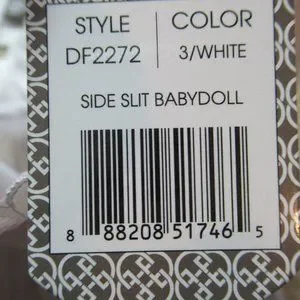 STYLE COLOR
DF2272 3/WHITE
SIDE SLIT BABYDOLL
8 88208 51746 5